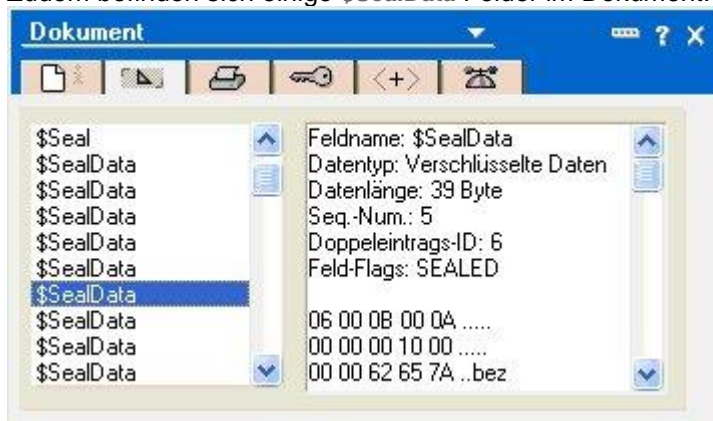 Zudem befinden sich einige $SealData Felder im Dokument.
Dokument
? X
<+>
$Seal
$SealData
$SealData
$SealData
$SealData
$SealData
$SealData
$SealData
$SealData
$SealData
Feldname: $SealData
Datentyp: Verschlüsselte Daten
Datenlänge: 39 Byte
Seq.-Num.: 5
Doppeleintrags-ID: 6
Feld-Flags: SEALED
06 00 0B 00 0A .....
00 00 00 10 00 .....
00 00 62 65 7A ..bez